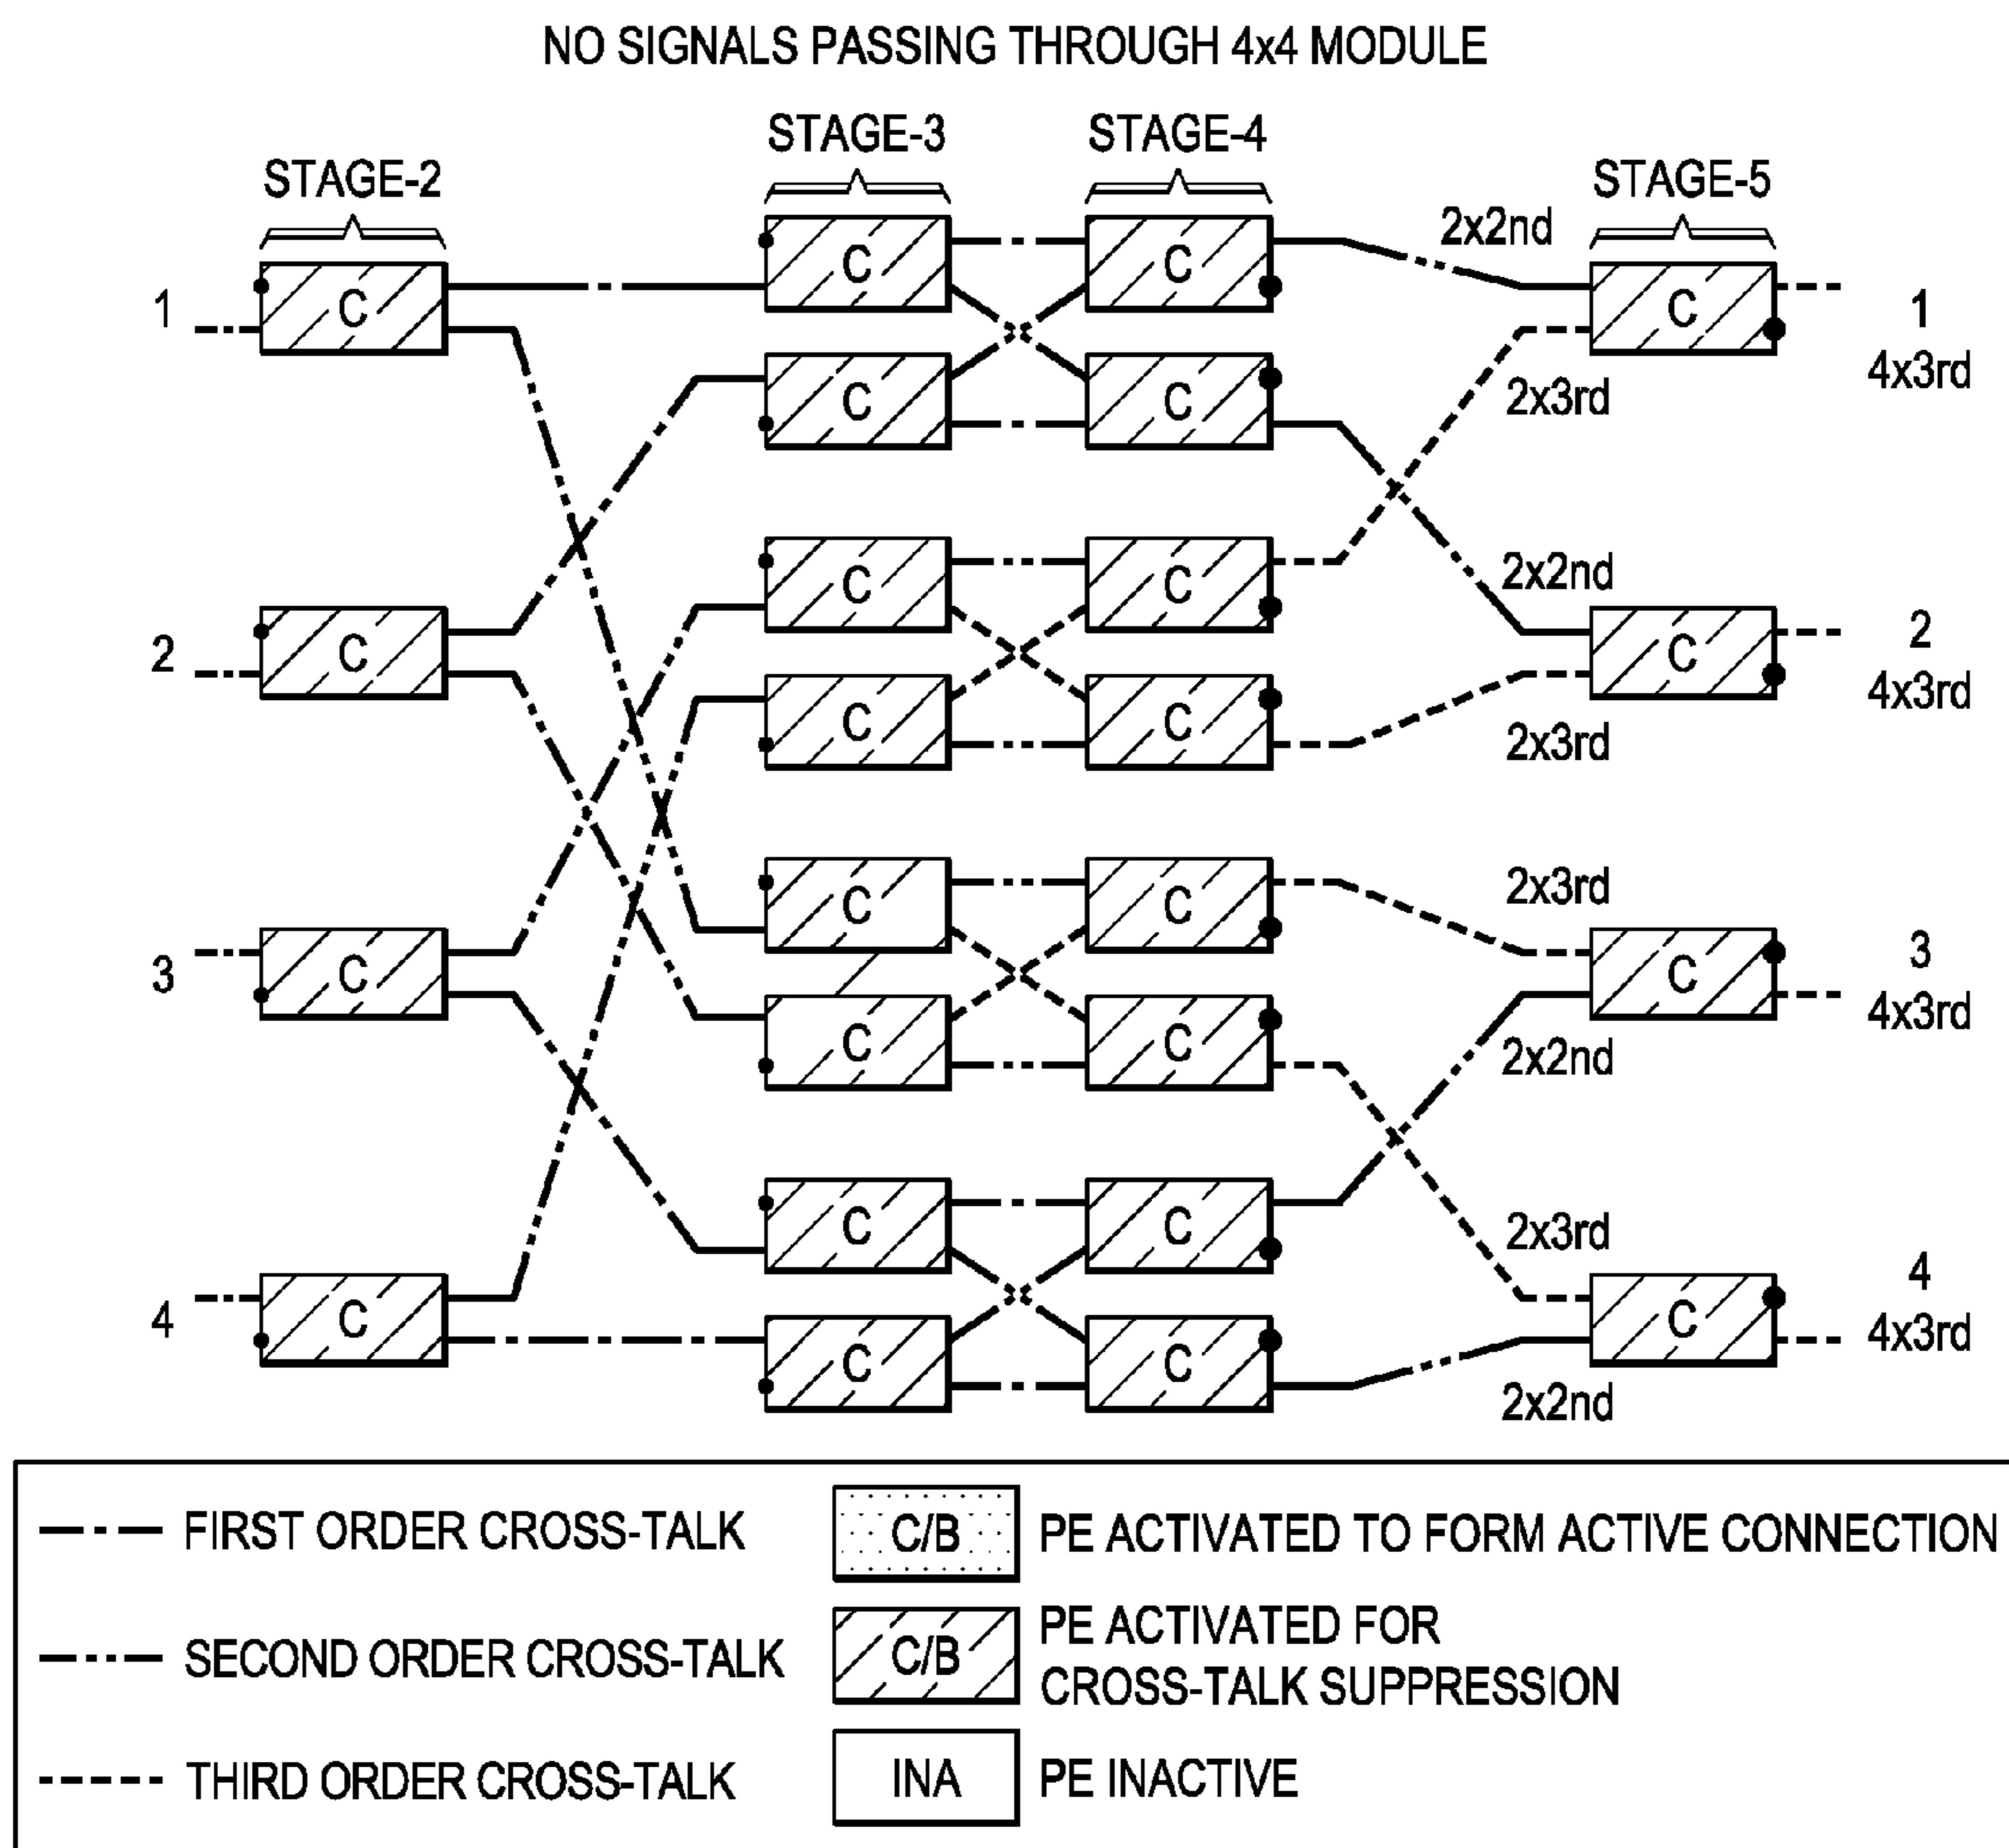 NO SIGNALS PASSING THROUGH 4x4 MODULE
STAGE-2
STAGE-3
STAGE-4
STAGE-5
2x2nd
C
C
1
C
C
1
2x3rd
4x3rd
C
C
2x2nd
C
C
2
C
C
2
4x3rd
C
C
2x3rd
2x3rd
C
C
3
C
C
3
4x3rd
C
C
2x2nd
2x3rd
C
C
4
C
C
4
4x3rd
C
C
2x2nd
FIRST ORDER CROSS-TALK
C/B
PE ACTIVATED TO FORM ACTIVE CONNECTION
SECOND ORDER CROSS-TALK
C/B
PE ACTIVATED FOR
CROSS-TALK SUPPRESSION
THIRD ORDER CROSS-TALK
INA
PE INACTIVE